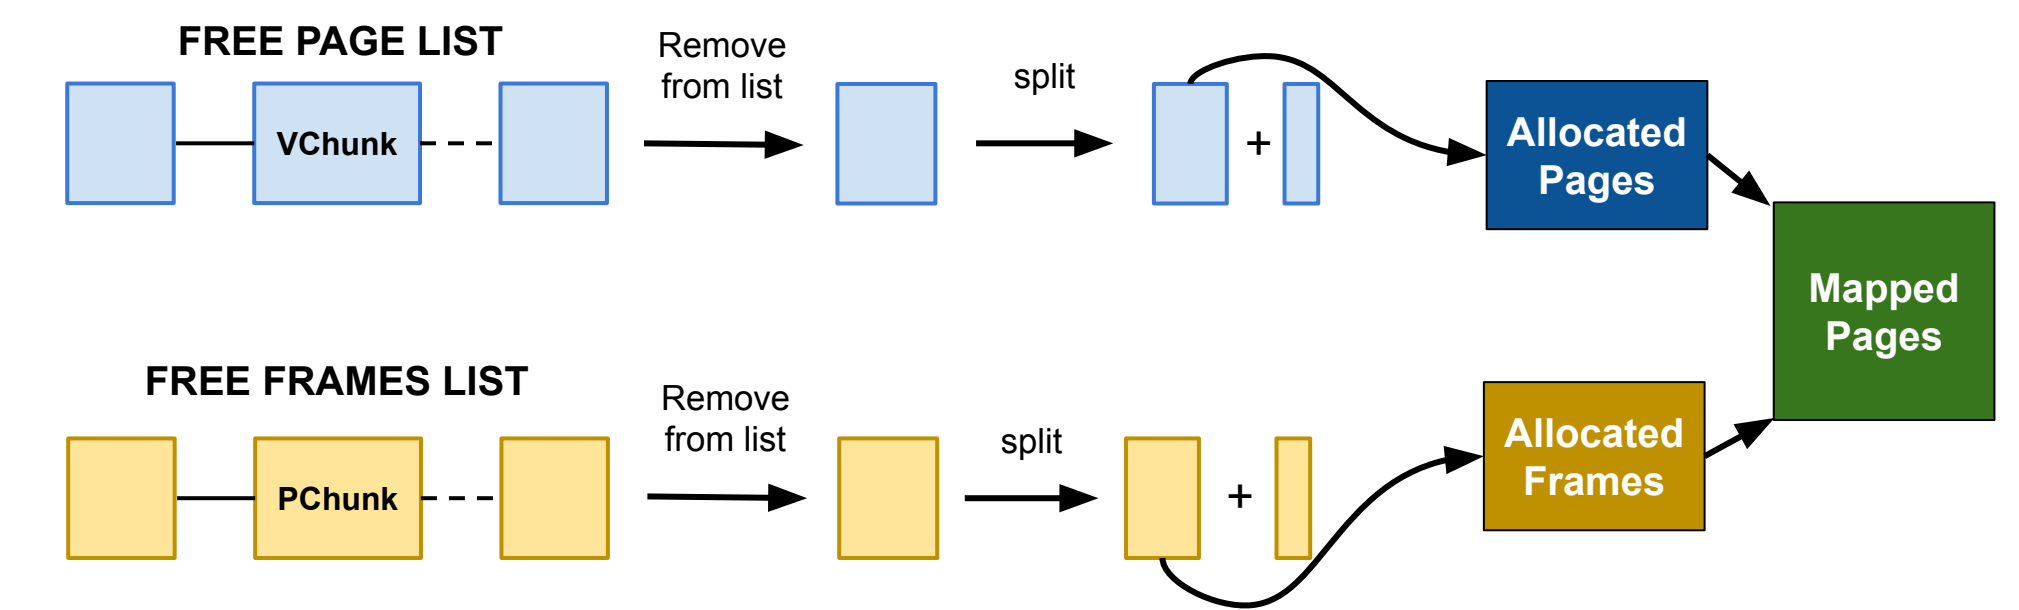 FREE PAGE LIST
Remove
from list
split
VChunk
+
Allocated
Pages
Mapped
Pages
FREE FRAMES LIST
Remove
from list
split
PChunk
+
Allocated
Frames